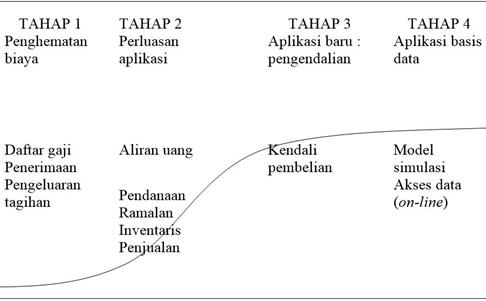 TAHAP 1
Penghematan
biaya
TAHAP 2
Perluasan
aplikasi
TAHAP 3
Aplikasi baru :
pengendalian
TAHAP 4
Aplikasi basis
data
Daftar gaji
Penerimaan
Pengeluaran
tagihan
Aliran uang
Pendanaan
Ramalan
Inventaris
Penjualan
Kendali
pembelian
Model
simulasi
Akses data
(on-line)